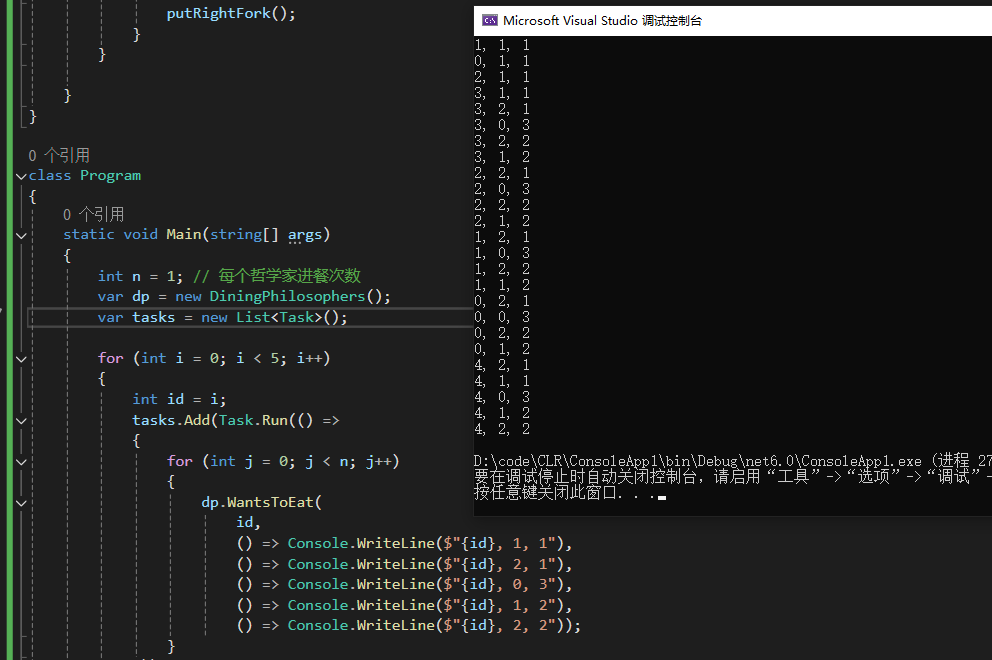 putRightFork();
}
}
}
}
0 个引用
class Program
{
0 个引用
static void Main(string[] args)
{
int n = 1; // 每个哲学家进餐次数
var dp = new DiningPhilosophers();
var tasks = new List<Task>();
for (int i = 0; i < 5; i++)
{
int id = i;
tasks.Add(Task.Run(() =>
{
for (int j = 0; j < n; j++)
{
dp.WantsToEat(
id,
() => Console.WriteLine($"{id}, 1, 1"),
() => Console.WriteLine($"{id}, 2, 1"),
() => Console.WriteLine($"{id}, 0, 3"),
() => Console.WriteLine($"{id}, 1, 2"),
() => Console.WriteLine($"{id}, 2, 2"));
}
Microsoft Visual Studio 调试控制台
1, 1, 1
0, 1, 1
2, 1, 1
3, 1, 1
3, 2, 1
3, 0, 3
3, 2, 2
3, 1, 2
2, 2, 1
2, 0, 3
2, 2, 2
2, 1, 2
1, 2, 1
1, 0, 3
1, 2, 2
1, 1, 2
0, 2, 1
0, 0, 3
0, 2, 2
0, 1, 2
4, 2, 1
4, 1, 1
4, 0, 3
4, 1, 2
4, 2, 2
D:\code\CLR\ConsoleApp1\bin\Debug\net6.0\ConsoleApp1.exe (进程 27
要在调试停止时自动关闭控制台，请启用“工具”->“选项”->“调试”-
按任意键关闭此窗口. . .